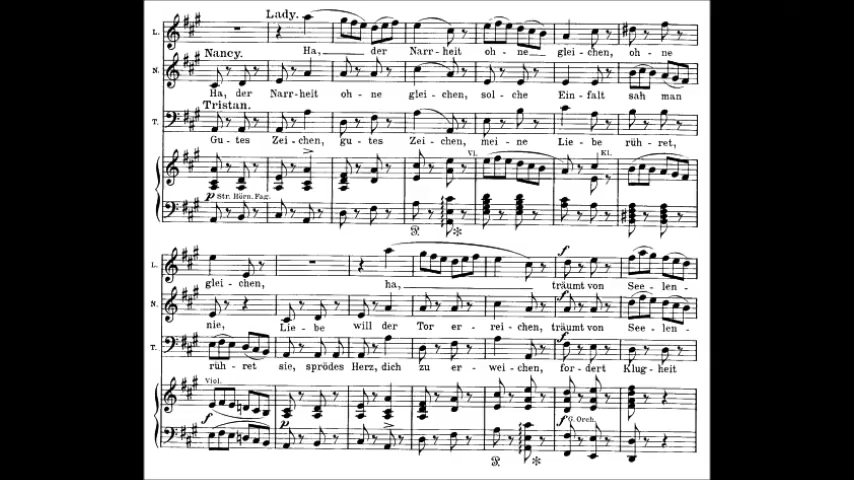 Lady.
L.
Ha, der Narr-heit oh-ne glei-chen, oh-ne
Nancy.
N.
Ha, der Narr-heit oh-ne glei-chen, sol-che Ein-falt sah man
Tristan.
T.
Gu-tes Zei-chen, gu-tes Zei-chen, mei-ne Lie-be rüh-ret,
Vl. Kl.
p Str. Hörn. Fag.
L.
glei-chen, ha, träumt von See-len-
N.
nie, Lie-be will der Tor er-rei-chen, träumt von See-len-
T.
rüh-ret sie, sprödes Herz, dich zu er-wei-chen, for-dert Klug-heit
Viol.
f p f G. Orch.